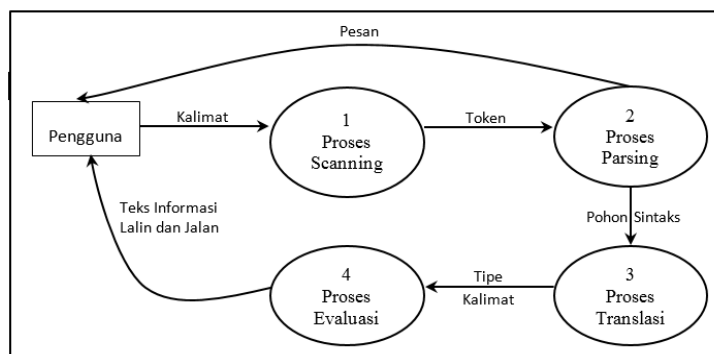 Pesan
Pengguna
Kalimat
1
Proses
Scanning
Token
2
Proses
Parsing
Teks Informasi
Lalin dan Jalan
Pohon Sintaks
4
Proses
Evaluasi
Tipe
Kalimat
3
Proses
Translasi